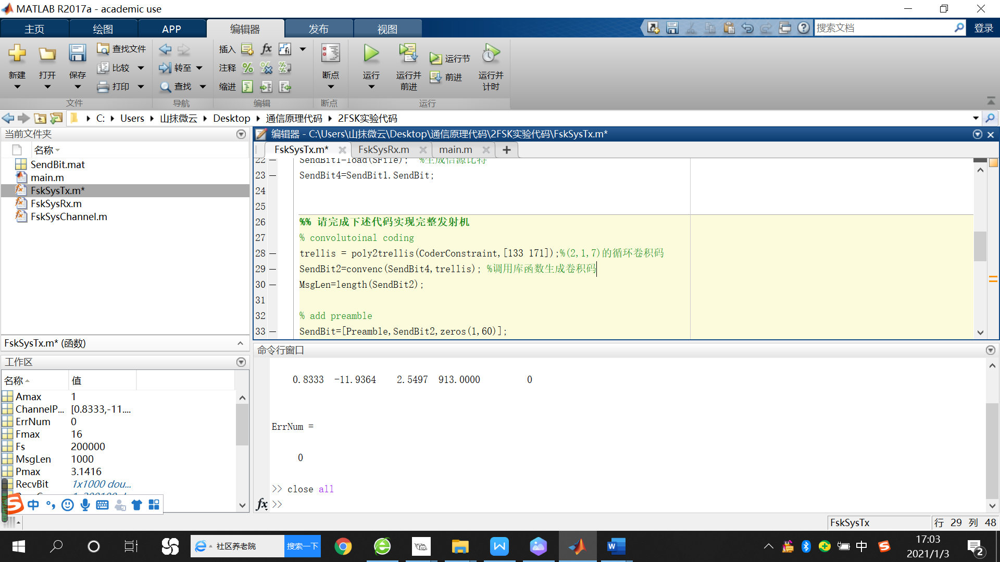 MATLAB R2017a - academic use
主页 绘图 APP 编辑器 发布 视图 搜索文档 登录
新建 打开 保存 查找文件 比较 打印 转至 查找 插入 注释 缩进 断点 运行 运行并前进 运行节 前进 运行并计时
文件 导航 编辑 断点 运行
C: Users 山抹微云 Desktop 通信原理代码 2FSK实验代码
当前文件夹
名称
SendBit.mat
main.m
FskSysTx.m*
FskSysRx.m
FskSysChannel.m
FskSysTx.m* (函数)
工作区
名称 值
Amax 1
ChannelP... [0.8333,-11....
ErrNum 0
Fmax 16
Fs 200000
MsgLen 1000
Pmax 3.1416
RecvBit 1x1000 dou...
编辑器 - C:\Users\山抹微云\Desktop\通信原理代码\2FSK实验代码\FskSysTx.m*
FskSysTx.m* FskSysRx.m main.m
22 SendBit1=load(SFile); %生成信源比特
23 SendBit4=SendBit1.SendBit;
24
25
26 %% 请完成下述代码实现完整发射机
27 % convolutoinal coding
28 trellis = poly2trellis(CoderConstraint,[133 171]);%(2,1,7)的循环卷积码
29 SendBit2=convenc(SendBit4,trellis); %调用库函数生成卷积码
30 MsgLen=length(SendBit2);
31
32 % add preamble
33 SendBit=[Preamble,SendBit2,zeros(1,60)];
命令行窗口
0.8333 -11.9364 2.5497 913.0000 0
ErrNum =
0
>> close all
fx >>
中
FskSysTx 行 29 列 48
社区养老院 搜索一下
中
17:03
2021/1/3
2